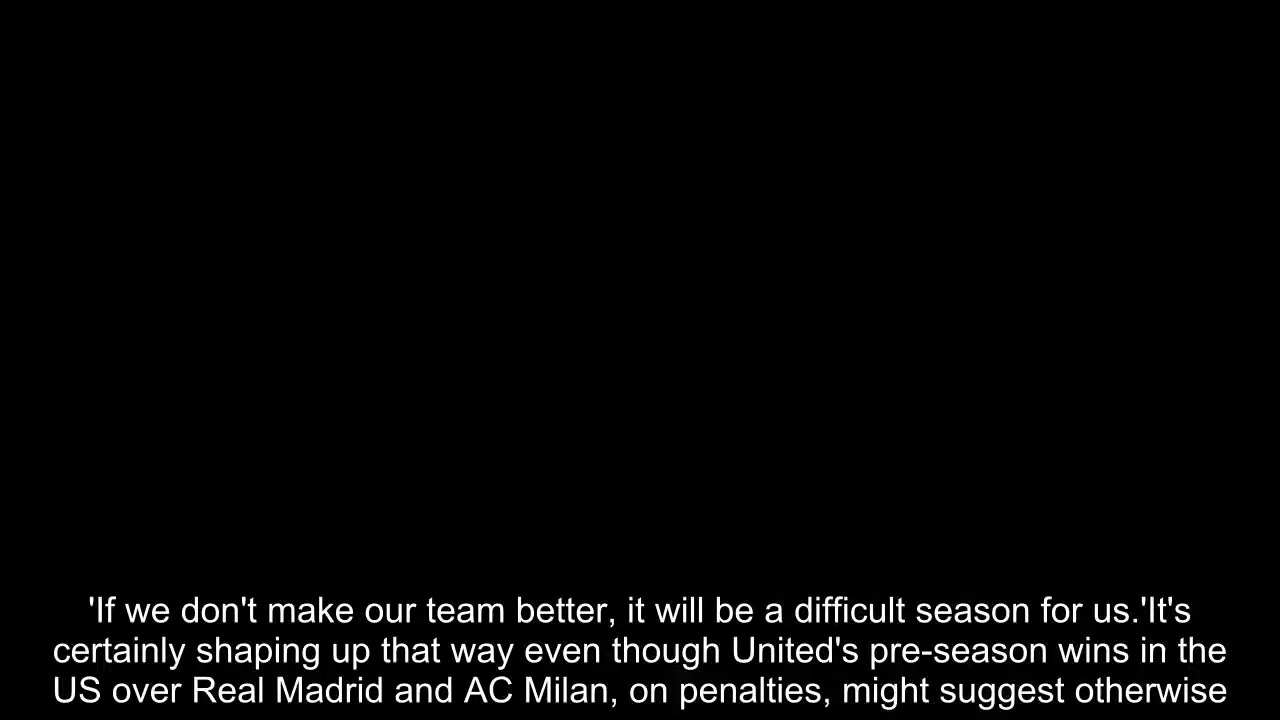 'If we don't make our team better, it will be a difficult season for us.'It's
certainly shaping up that way even though United's pre-season wins in the
US over Real Madrid and AC Milan, on penalties, might suggest otherwise